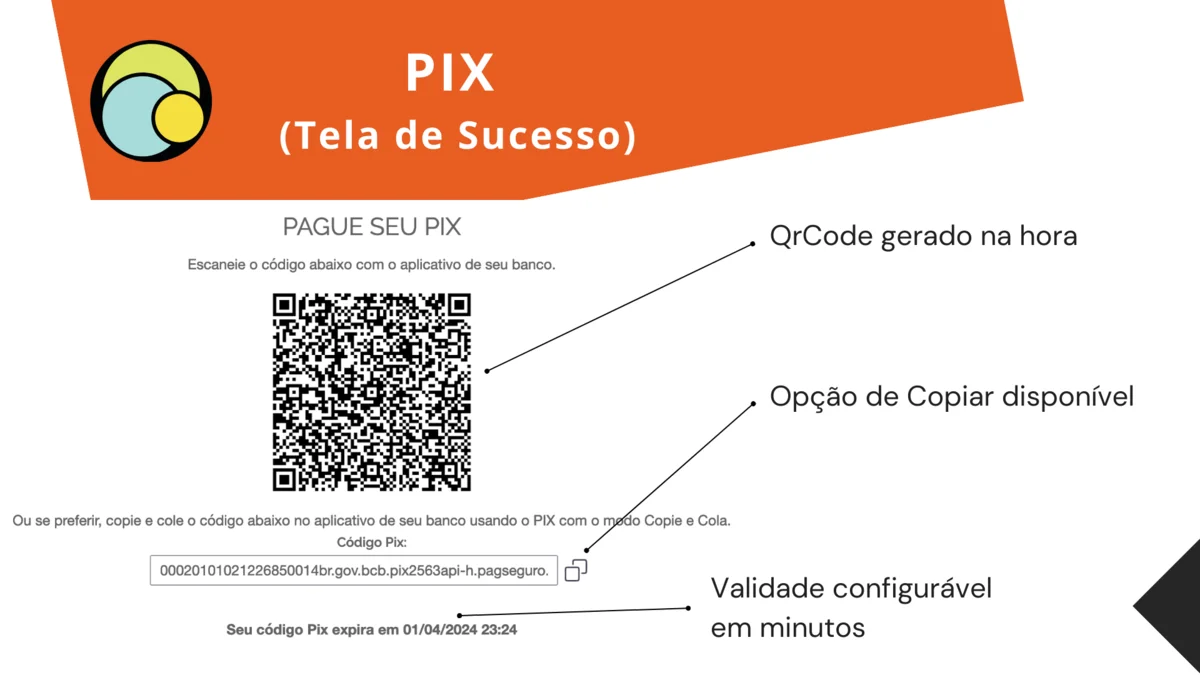 PIX
(Tela de Sucesso)
PAGUE SEU PIX
Escaneie o código abaixo com o aplicativo de seu banco.
QrCode gerado na hora
Opção de Copiar disponível
Ou se preferir, copie e cole o código abaixo no aplicativo de seu banco usando o PIX com o modo Copie e Cola.
Código Pix:
00020101021226850014br.gov.bcb.pix2563api-h.pagseguro.
Validade configurável
em minutos
Seu código Pix expira em 01/04/2024 23:24